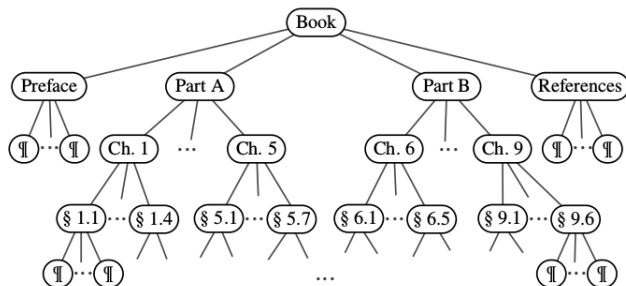 Book
Preface Part A Part B References
¶ ... ¶ Ch. 1 ... Ch. 5 Ch. 6 ... Ch. 9 ¶ ... ¶
§ 1.1 ... § 1.4 § 5.1 ... § 5.7 § 6.1 ... § 6.5 § 9.1 ... § 9.6
¶ ... ¶ ... ¶ ... ¶